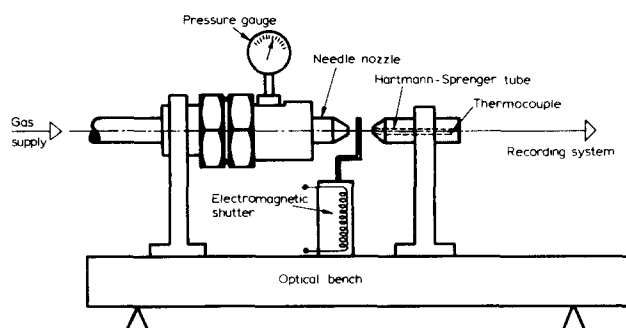 Pressure gauge
Needle nozzle
Hartmann-Sprenger tube
Thermocouple
Gas
supply
Recording system
Electromagnetic
shutter
Optical bench